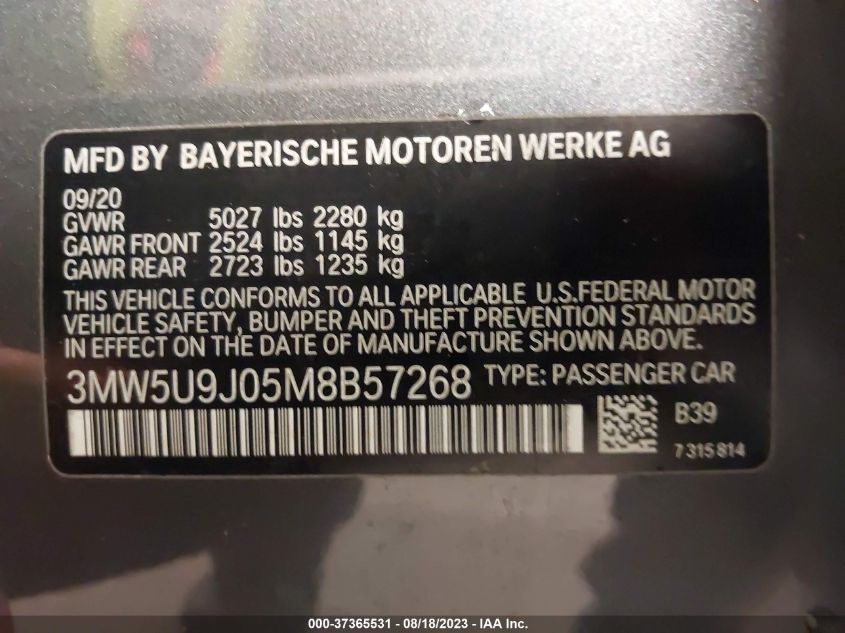 MFD BY BAYERISCHE MOTOREN WERKE AG
09/20
GVWR 5027 lbs 2280 kg
GAWR FRONT 2524 lbs 1145 kg
GAWR REAR 2723 lbs 1235 kg
THIS VEHICLE CONFORMS TO ALL APPLICABLE U.S.FEDERAL MOTOR
VEHICLE SAFETY, BUMPER AND THEFT PREVENTION STANDARDS
IN EFFECT ON THE DATE OF MANUFACTURE SHOWN ABOVE.
3MW5U9J05M8B57268 TYPE: PASSENGER CAR
B39
7315814
000-37365531 - 08/18/2023 - IAA Inc.